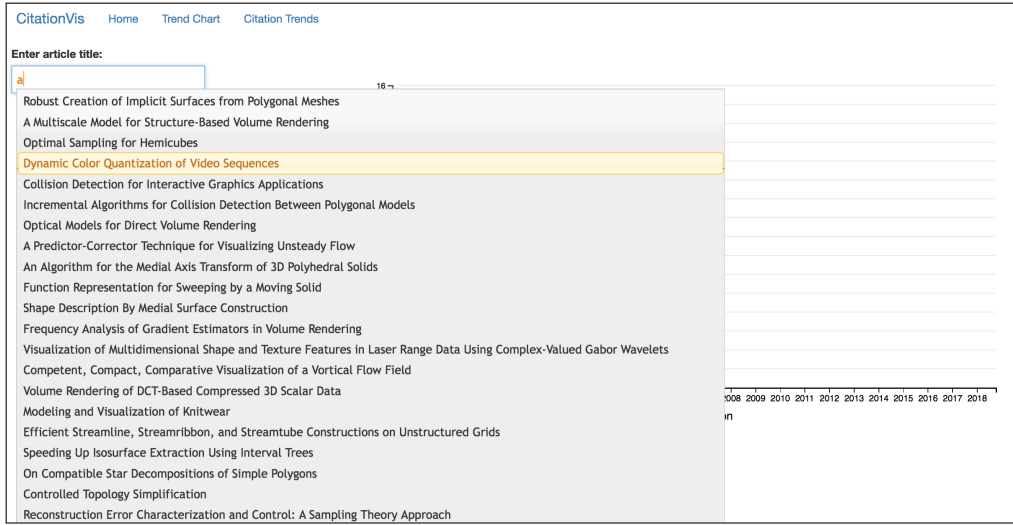 CitationVis Home Trend Chart Citation Trends
Enter article title:
a
16
Robust Creation of Implicit Surfaces from Polygonal Meshes
A Multiscale Model for Structure-Based Volume Rendering
Optimal Sampling for Hemicubes
Dynamic Color Quantization of Video Sequences
Collision Detection for Interactive Graphics Applications
Incremental Algorithms for Collision Detection Between Polygonal Models
Optical Models for Direct Volume Rendering
A Predictor-Corrector Technique for Visualizing Unsteady Flow
An Algorithm for the Medial Axis Transform of 3D Polyhedral Solids
Function Representation for Sweeping by a Moving Solid
Shape Description By Medial Surface Construction
Frequency Analysis of Gradient Estimators in Volume Rendering
Visualization of Multidimensional Shape and Texture Features in Laser Range Data Using Complex-Valued Gabor Wavelets
Competent, Compact, Comparative Visualization of a Vortical Flow Field
Volume Rendering of DCT-Based Compressed 3D Scalar Data
2009 2010 2011 2012 2013 2014 2015 2016 2017 2018
Modeling and Visualization of Knitwear
Efficient Streamline, Streamribbon, and Streamtube Constructions on Unstructured Grids
Speeding Up Isosurface Extraction Using Interval Trees
On Compatible Star Decompositions of Simple Polygons
Controlled Topology Simplification
Reconstruction Error Characterization and Control: A Sampling Theory Approach